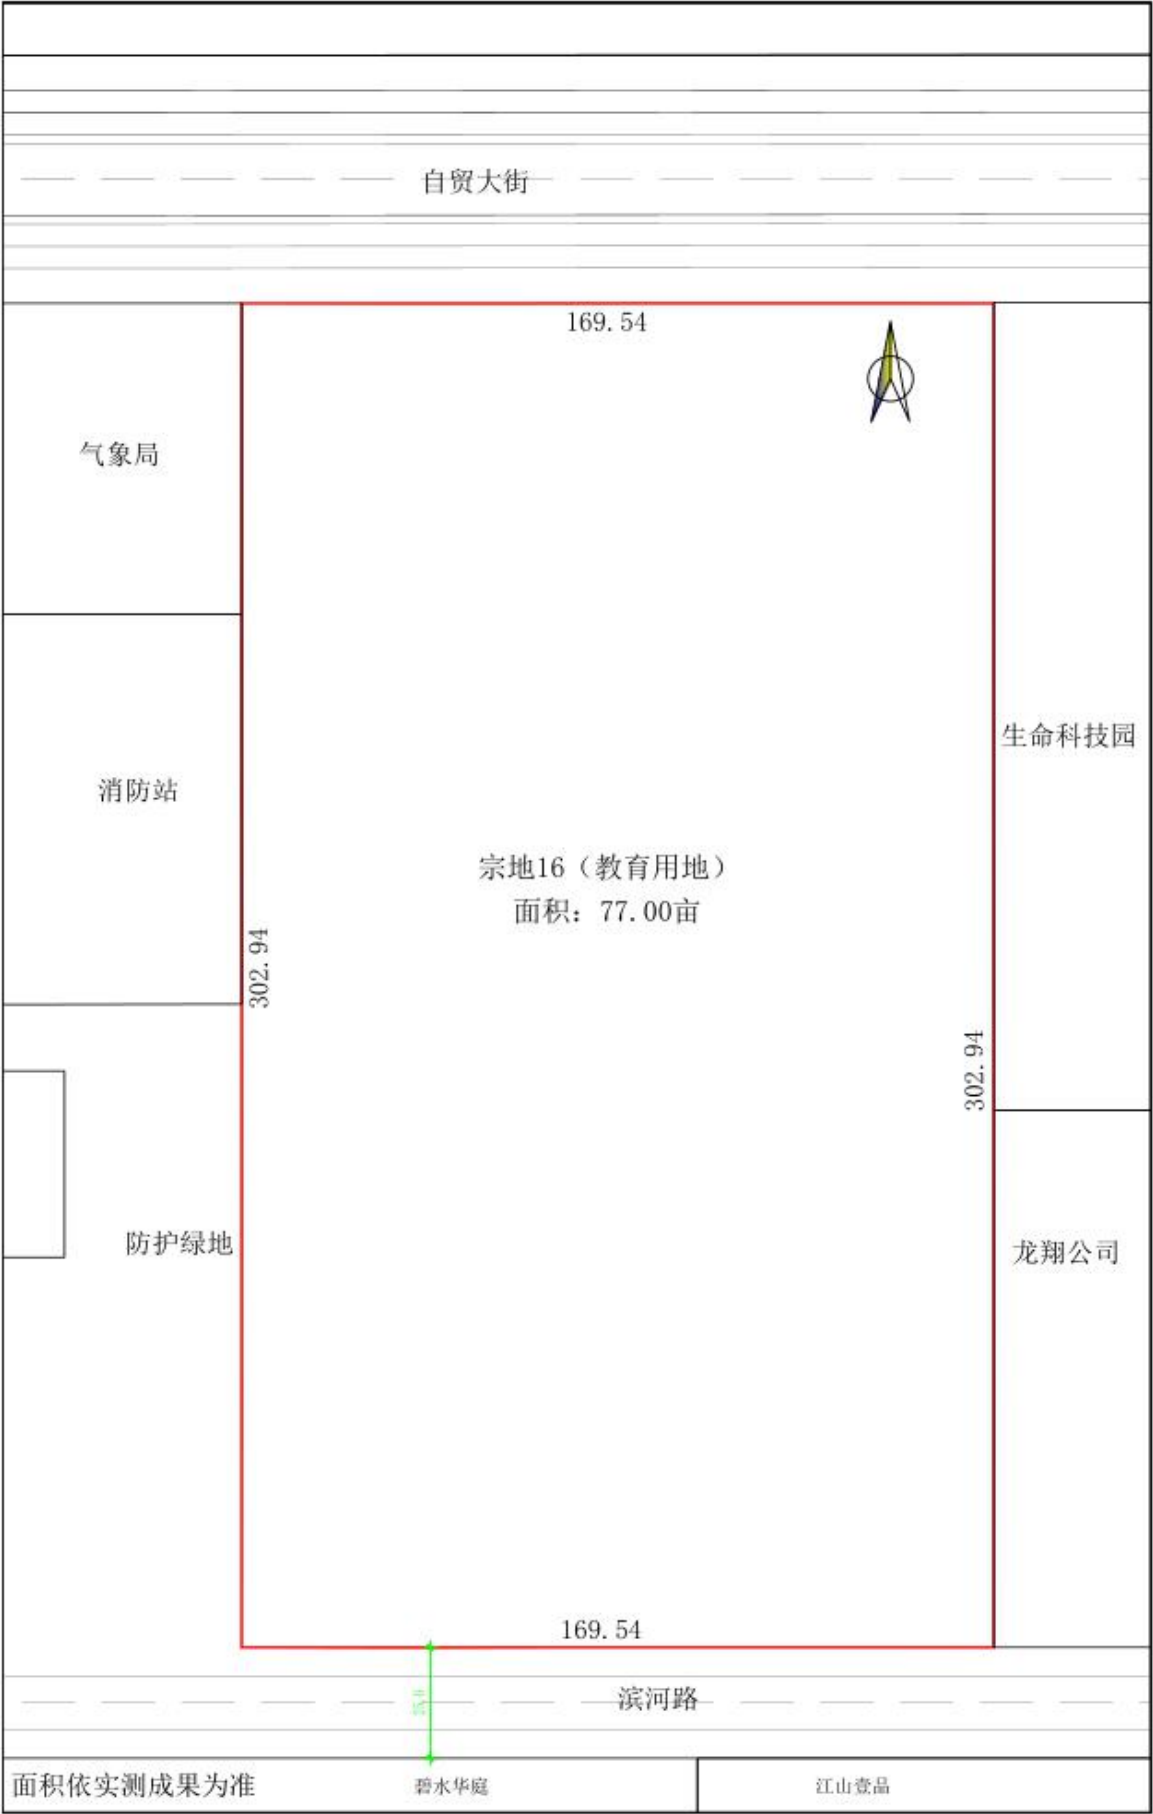 自贸大街
169.54
气象局
生命科技园
消防站
宗地16（教育用地）
面积：77.00亩
302.94
302.94
防护绿地
龙翔公司
169.54
滨河路
面积依实测成果为准
碧水华庭
江山壹品